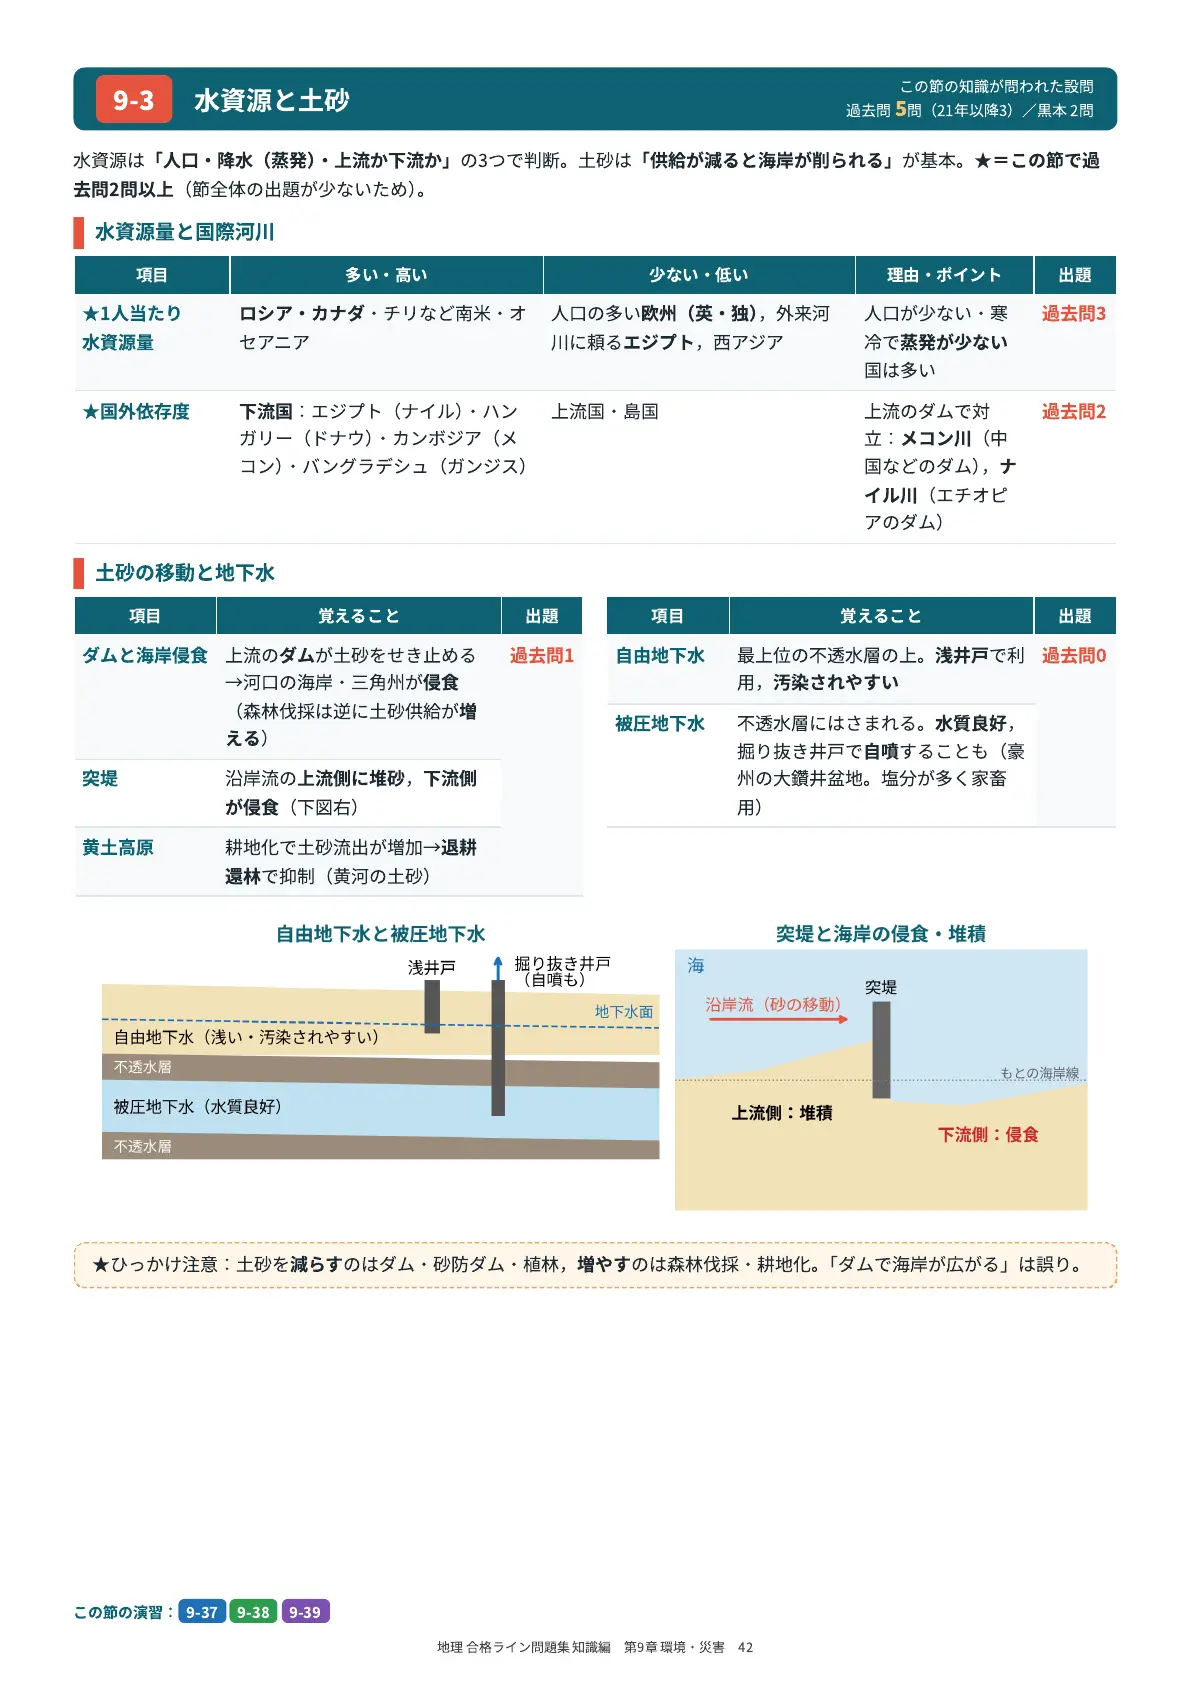 9-3 水資源と土砂
この節の知識が問われた設問
過去問 5問（21年以降3）／黒本 2問
水資源は「人口・降水（蒸発）・上流か下流か」の3つで判断。土砂は「供給が減ると海岸が削られる」が基本。★＝この節で過
去問2問以上（節全体の出題が少ないため）。
水資源量と国際河川
項目 多い・高い 少ない・低い 理由・ポイント 出題
★1人当たり
水資源量
ロシア・カナダ・チリなど南米・オ
セアニア
人口の多い欧州（英・独），外来河
川に頼るエジプト，西アジア
人口が少ない・寒
冷で蒸発が少ない
国は多い
過去問3
★国外依存度
下流国：エジプト（ナイル）・ハン
ガリー（ドナウ）・カンボジア（メ
コン）・バングラデシュ（ガンジス）
上流国・島国
上流のダムで対
立：メコン川（中
国などのダム），ナ
イル川（エチオピ
アのダム）
過去問2
土砂の移動と地下水
項目 覚えること 出題
ダムと海岸侵食
上流のダムが土砂をせき止める
→河口の海岸・三角州が侵食
（森林伐採は逆に土砂供給が増
える）
過去問1
突堤
沿岸流の上流側に堆砂，下流側
が侵食（下図右）
黄土高原
耕地化で土砂流出が増加→退耕
還林で抑制（黄河の土砂）
項目 覚えること 出題
自由地下水
最上位の不透水層の上。浅井戸で利
用，汚染されやすい
過去問0
被圧地下水
不透水層にはさまれる。水質良好，
掘り抜き井戸で自噴することも（豪
州の大鑽井盆地。塩分が多く家畜
用）
自由地下水と被圧地下水
浅井戸
掘り抜き井戸
（自噴も）
地下水面
自由地下水（浅い・汚染されやすい）
不透水層
被圧地下水（水質良好）
不透水層
突堤と海岸の侵食・堆積
海
突堤
沿岸流（砂の移動）
もとの海岸線
上流側：堆積
下流側：侵食
★ひっかけ注意：土砂を減らすのはダム・砂防ダム・植林，増やすのは森林伐採・耕地化。「ダムで海岸が広がる」は誤り。
この節の演習：9-37 9-38 9-39
地理 合格ライン問題集 知識編　第9章 環境・災害　42